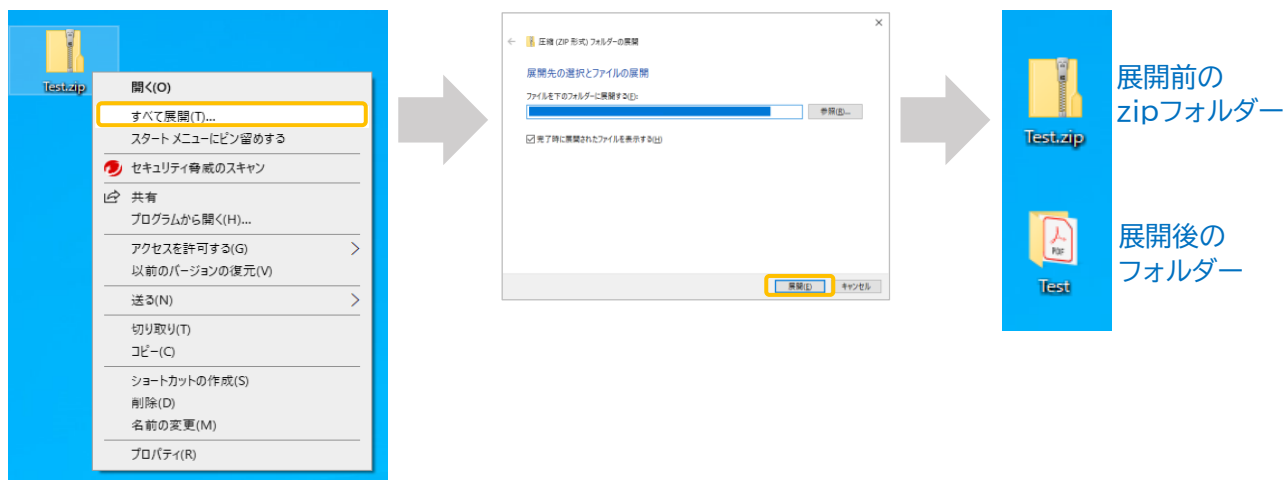 Test.zip
開く(O)
すべて展開(T)...
スタート メニューにピン留めする
セキュリティ脅威のスキャン
共有
プログラムから開く(H)...
アクセスを許可する(G)
以前のバージョンの復元(V)
送る(N)
切り取り(T)
コピー(C)
ショートカットの作成(S)
削除(D)
名前の変更(M)
プロパティ(R)
圧縮 (ZIP 形式) フォルダーの展開
展開先の選択とファイルの展開
ファイルを下のフォルダーに展開する(F):
参照(R)...
完了時に展開されたファイルを表示する(H)
展開(E)
キャンセル
Test.zip
展開前の
zipフォルダー
PDF
Test
展開後の
フォルダー